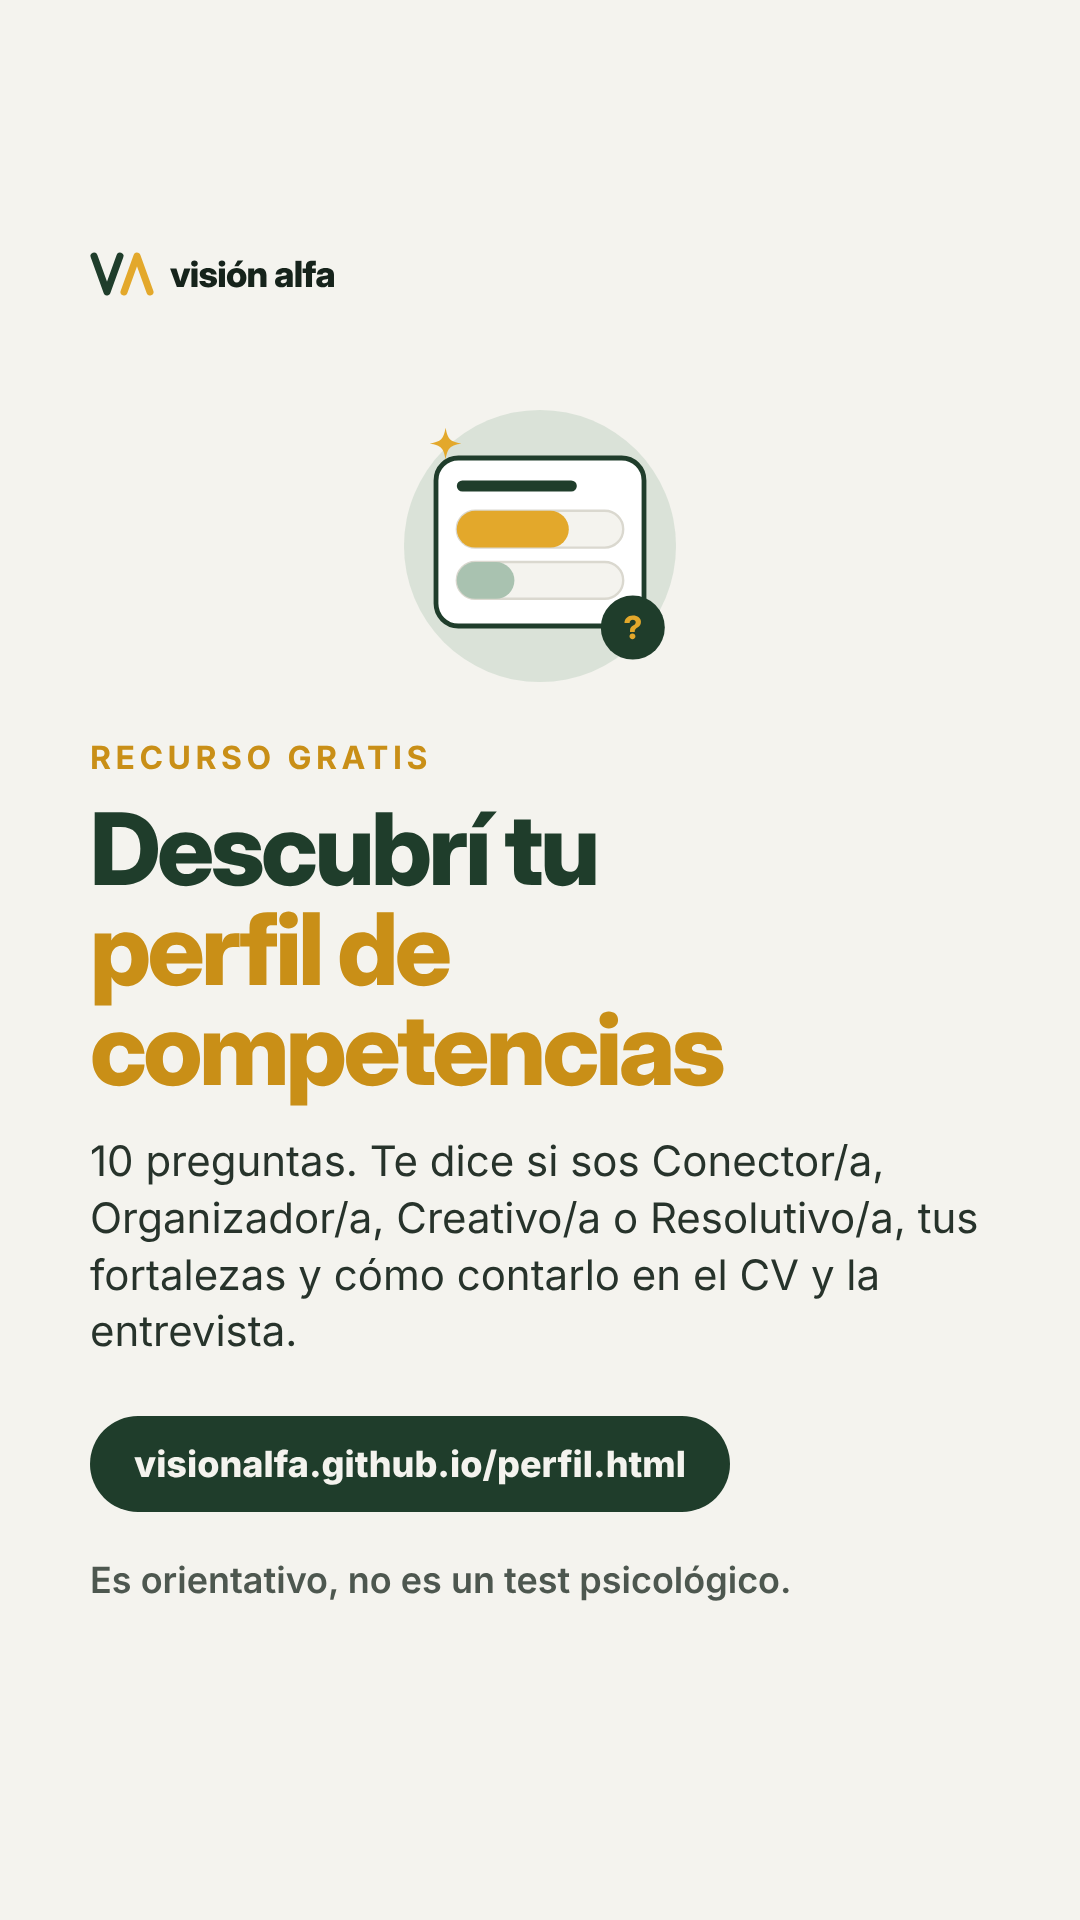 visión alfa
?
RECURSO GRATIS
Descubrí tu
perfil de
competencias
10 preguntas. Te dice si sos Conector/a,
Organizador/a, Creativo/a o Resolutivo/a, tus
fortalezas y cómo contarlo en el CV y la
entrevista.
visionalfa.github.io/perfil.html
Es orientativo, no es un test psicológico.